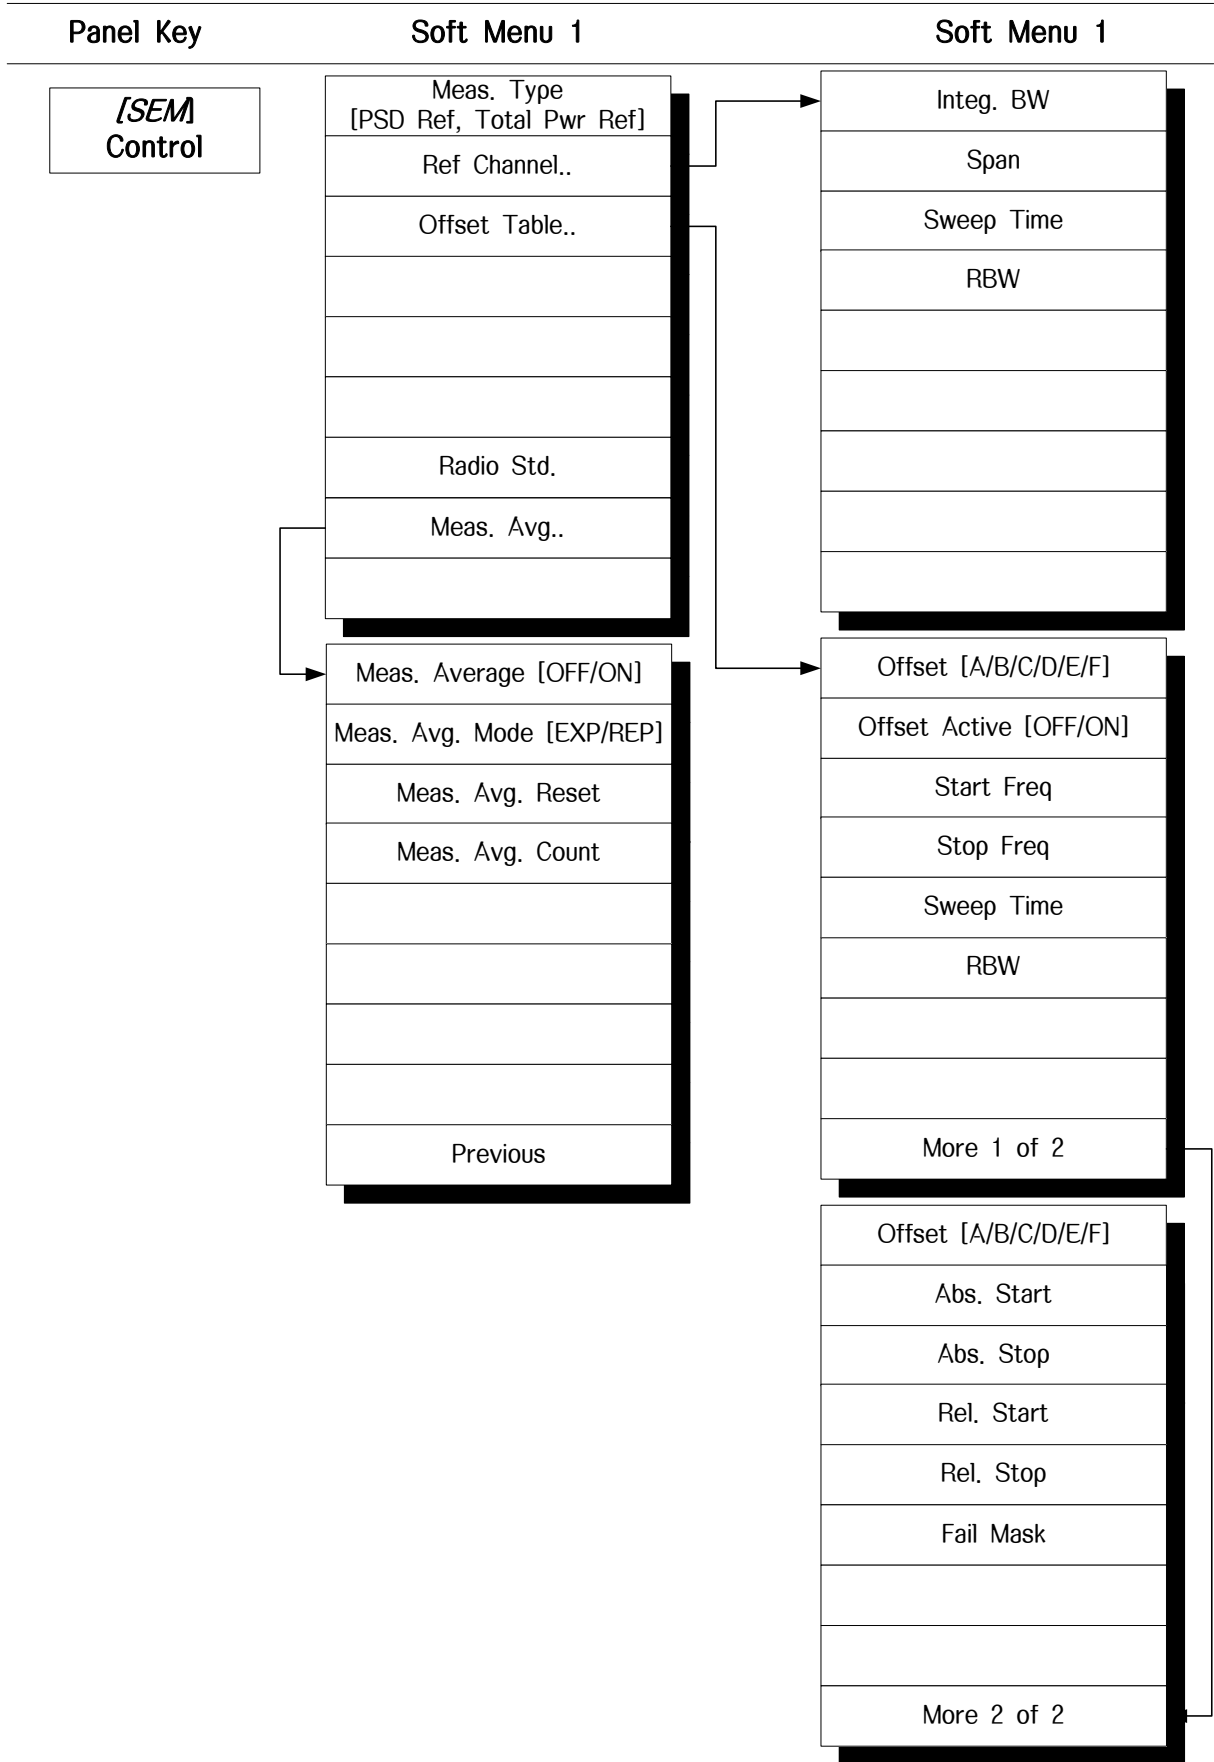 Panel Key
Soft Menu 1
Soft Menu 1
[SEM]
Control
Meas. Type
[PSD Ref, Total Pwr Ref]
Ref Channel..
Offset Table..
Radio Std.
Meas. Avg..
Meas. Average [OFF/ON]
Meas. Avg. Mode [EXP/REP]
Meas. Avg. Reset
Meas. Avg. Count
Previous
Integ. BW
Span
Sweep Time
RBW
Offset [A/B/C/D/E/F]
Offset Active [OFF/ON]
Start Freq
Stop Freq
Sweep Time
RBW
More 1 of 2
Offset [A/B/C/D/E/F]
Abs. Start
Abs. Stop
Rel. Start
Rel. Stop
Fail Mask
More 2 of 2